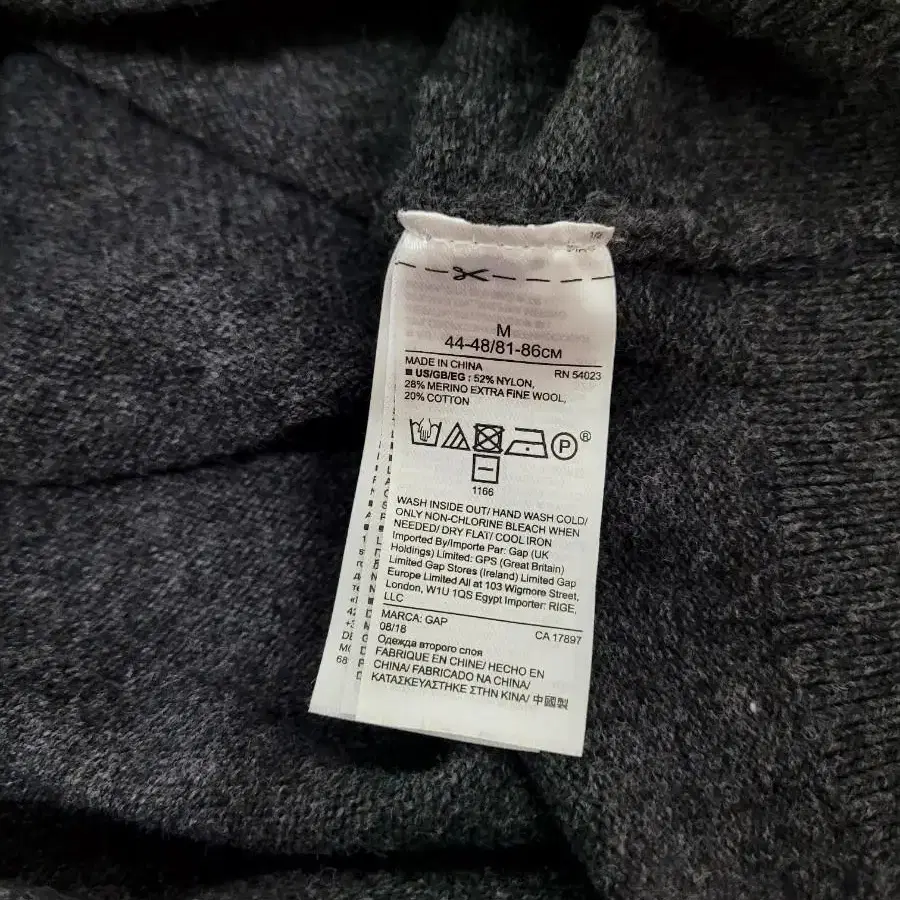 M
44-48/81-86CM
MADE IN CHINA RN 54023
US/GB/EG : 52% NYLON,
28% MERINO EXTRA FINE WOOL,
20% COTTON
P®
1166
WASH INSIDE OUT/ HAND WASH COLD/
ONLY NON-CHLORINE BLEACH WHEN
NEEDED/ DRY FLAT/ COOL IRON
Imported By/Importe Par: Gap (UK
Holdings) Limited: GPS (Great Britain)
Limited Gap Stores (Ireland) Limited Gap
Europe Limited All at 103 Wigmore Street,
London, W1U 1QS Egypt Importer: RIGE,
LLC
MARCA: GAP CA 17897
08/18
Одежда второго слоя
FABRIQUE EN CHINE/ HECHO EN
CHINA/ FABRICADO NA CHINA/
ΚΑΤΑΣΚΕΥΑΣΤΗΚΕ ΣΤΗΝ ΚΙΝΑ/ 中國製